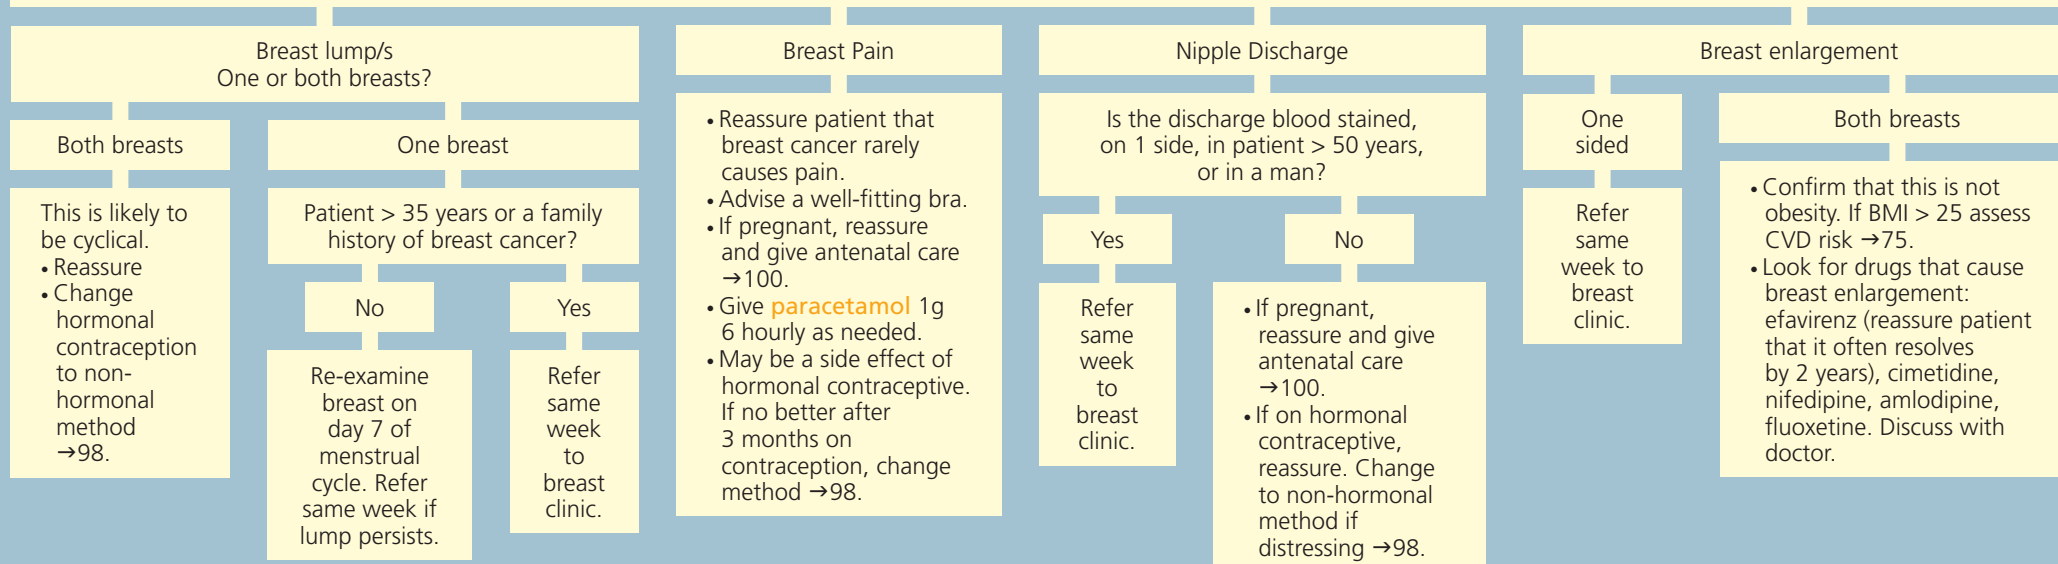 Breast lump/s
One or both breasts?
Both breasts
This is likely to
be cyclical.
• Reassure
• Change
hormonal
contraception
to non-
hormonal
method
→98.
One breast
Patient > 35 years or a family
history of breast cancer?
No
Re-examine
breast on
day 7 of
menstrual
cycle. Refer
same week if
lump persists.
Yes
Refer
same
week
to
breast
clinic.
Breast Pain
• Reassure patient that
breast cancer rarely
causes pain.
• Advise a well-fitting bra.
• If pregnant, reassure
and give antenatal care
→100.
• Give paracetamol 1g
6 hourly as needed.
• May be a side effect of
hormonal contraceptive.
If no better after
3 months on
contraception, change
method →98.
Nipple Discharge
Is the discharge blood stained,
on 1 side, in patient > 50 years,
or in a man?
Yes
Refer
same
week
to
breast
clinic.
No
• If pregnant,
reassure and give
antenatal care
→100.
• If on hormonal
contraceptive,
reassure. Change
to non-hormonal
method if
distressing →98.
Breast enlargement
One
sided
Refer
same
week to
breast
clinic.
Both breasts
• Confirm that this is not
obesity. If BMI > 25 assess
CVD risk →75.
• Look for drugs that cause
breast enlargement:
efavirenz (reassure patient
that it often resolves
by 2 years), cimetidine,
nifedipine, amlodipine,
fluoxetine. Discuss with
doctor.